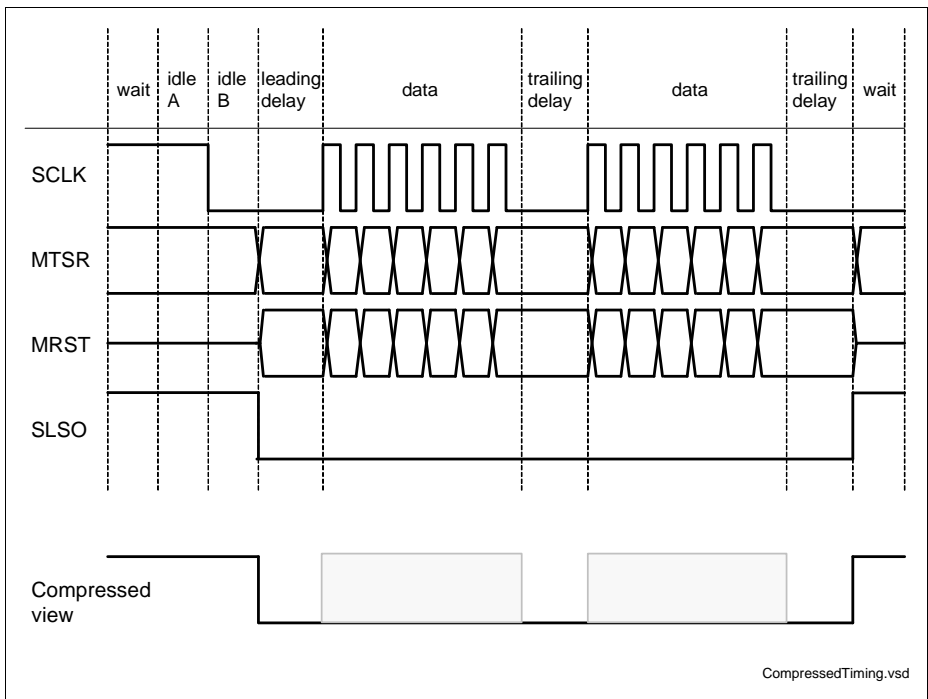 wait
idle
A
idle
B
leading
delay
data
trailing
delay
data
trailing
delay
wait
SCLK
MTSR
MRST
SLSO
Compressed
view
CompressedTiming.vsd